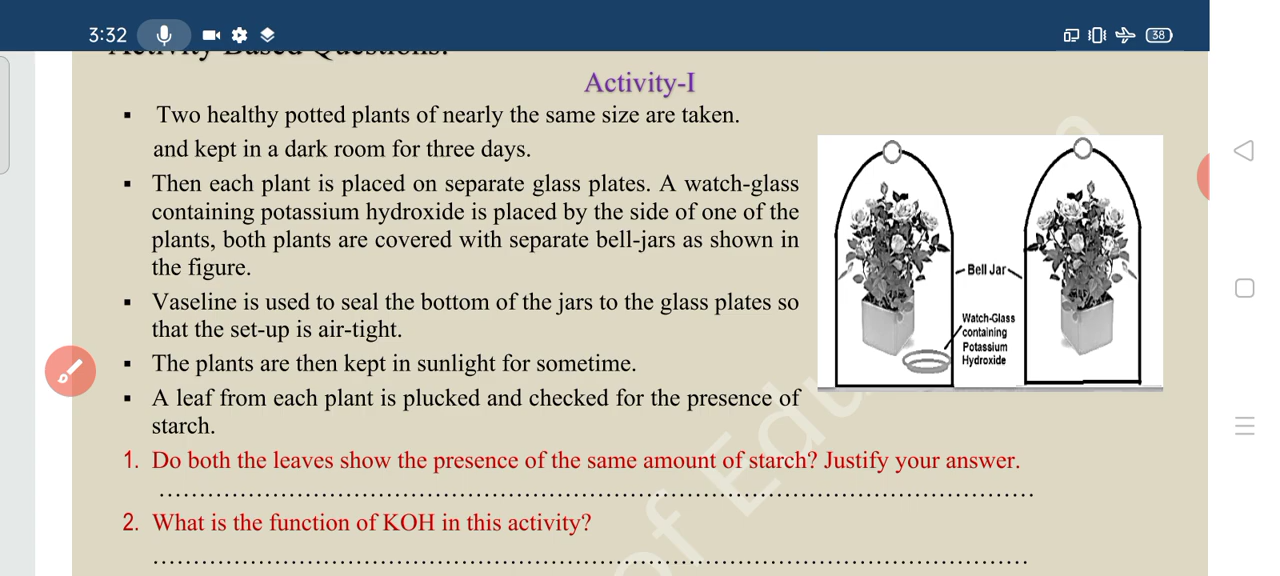 3:32
38
Activity Based Questions:
Activity-I
▪ Two healthy potted plants of nearly the same size are taken.
and kept in a dark room for three days.
▪ Then each plant is placed on separate glass plates. A watch-glass
containing potassium hydroxide is placed by the side of one of the
plants, both plants are covered with separate bell-jars as shown in
the figure.
▪ Vaseline is used to seal the bottom of the jars to the glass plates so
that the set-up is air-tight.
▪ The plants are then kept in sunlight for sometime.
▪ A leaf from each plant is plucked and checked for the presence of
starch.
Bell Jar
Watch-Glass
containing
Potassium
Hydroxide
1. Do both the leaves show the presence of the same amount of starch? Justify your answer.
2. What is the function of KOH in this activity?
of Edu